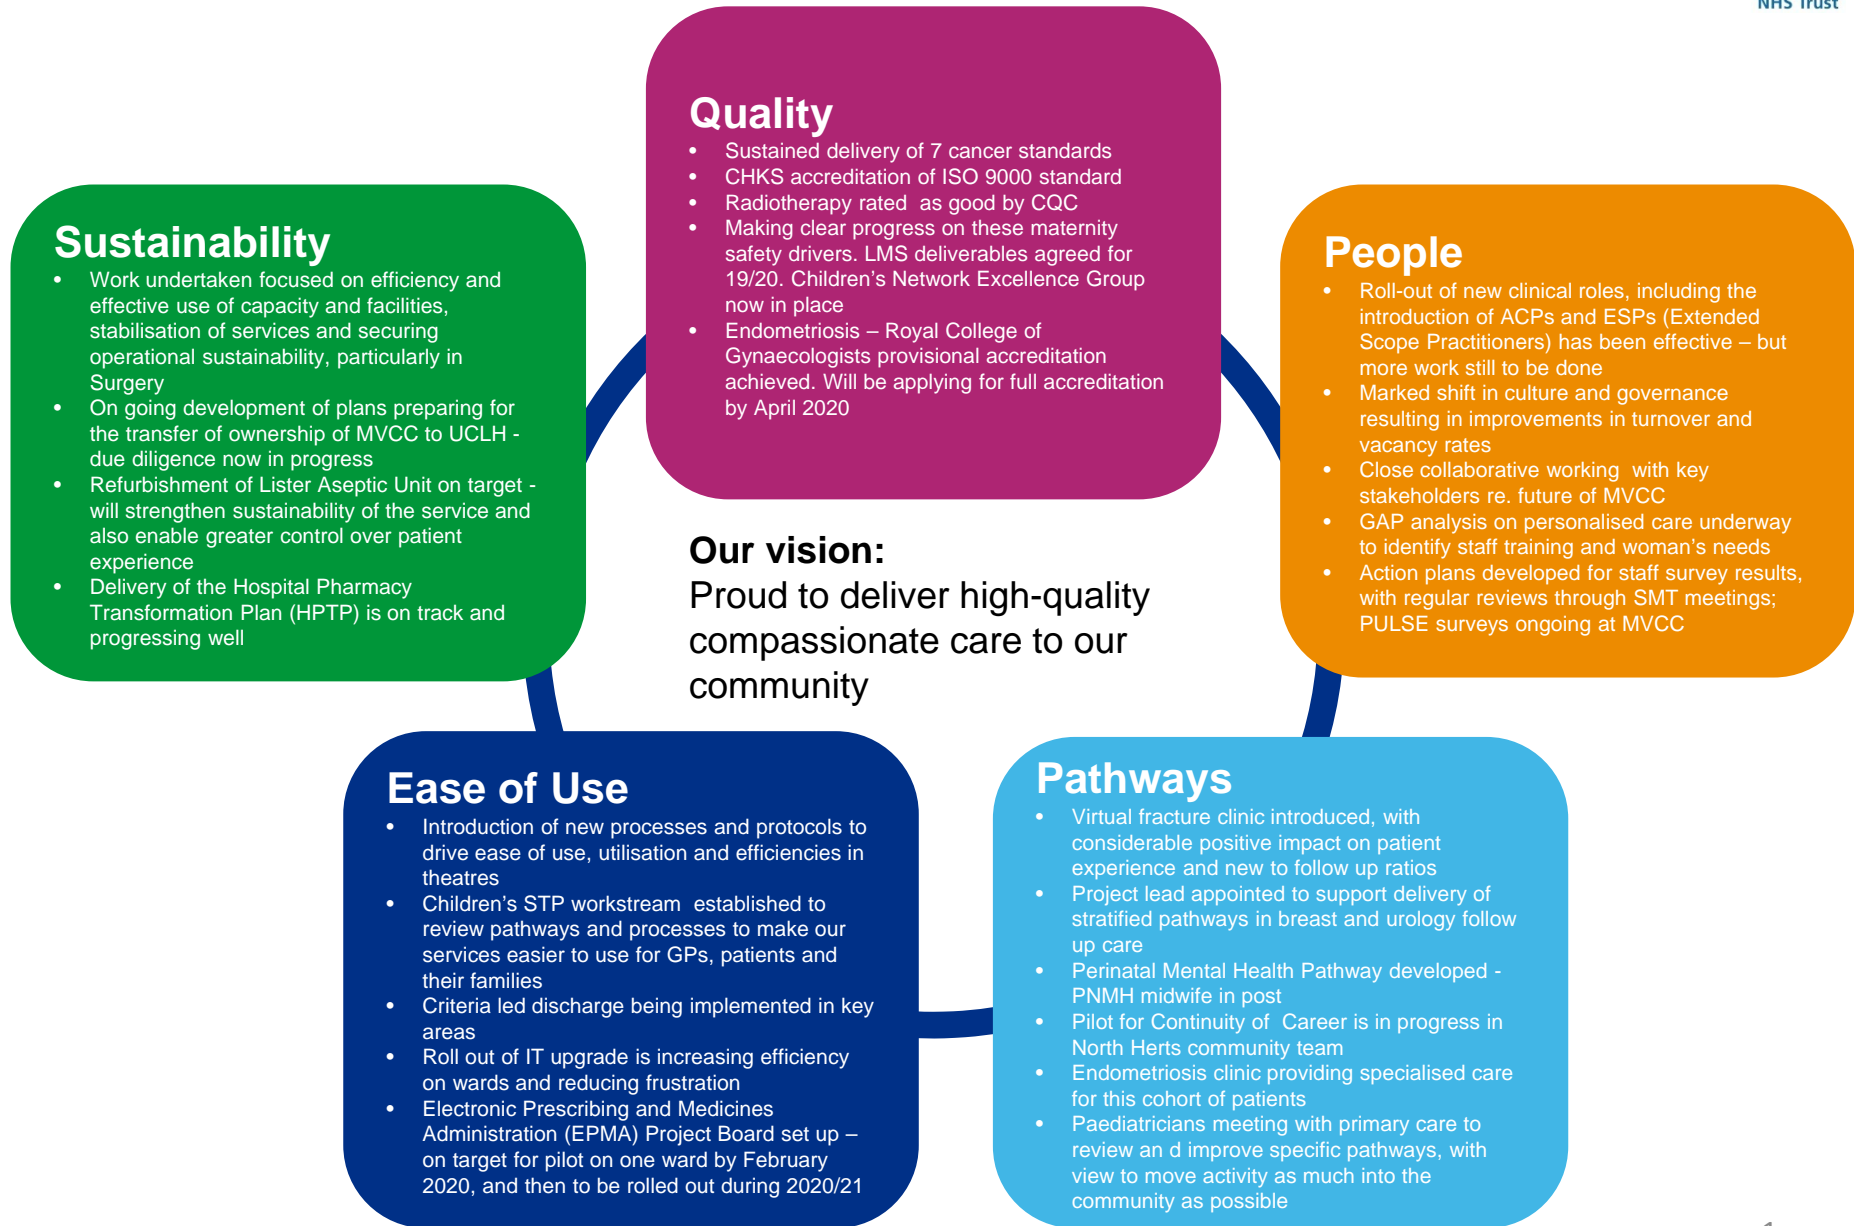 NHS Trust
Quality
• Sustained delivery of 7 cancer standards
• CHKS accreditation of ISO 9000 standard
• Radiotherapy rated as good by CQC
• Making clear progress on these maternity
safety drivers. LMS deliverables agreed for
19/20. Children’s Network Excellence Group
now in place
• Endometriosis – Royal College of
Gynaecologists provisional accreditation
achieved. Will be applying for full accreditation
by April 2020
Sustainability
• Work undertaken focused on efficiency and
effective use of capacity and facilities,
stabilisation of services and securing
operational sustainability, particularly in
Surgery
• On going development of plans preparing for
the transfer of ownership of MVCC to UCLH -
due diligence now in progress
• Refurbishment of Lister Aseptic Unit on target -
will strengthen sustainability of the service and
also enable greater control over patient
experience
• Delivery of the Hospital Pharmacy
Transformation Plan (HPTP) is on track and
progressing well
People
• Roll-out of new clinical roles, including the
introduction of ACPs and ESPs (Extended
Scope Practitioners) has been effective – but
more work still to be done
• Marked shift in culture and governance
resulting in improvements in turnover and
vacancy rates
• Close collaborative working with key
stakeholders re. future of MVCC
• GAP analysis on personalised care underway
to identify staff training and woman’s needs
• Action plans developed for staff survey results,
with regular reviews through SMT meetings;
PULSE surveys ongoing at MVCC
Our vision:
Proud to deliver high-quality
compassionate care to our
community
Ease of Use
• Introduction of new processes and protocols to
drive ease of use, utilisation and efficiencies in
theatres
• Children’s STP workstream established to
review pathways and processes to make our
services easier to use for GPs, patients and
their families
• Criteria led discharge being implemented in key
areas
• Roll out of IT upgrade is increasing efficiency
on wards and reducing frustration
• Electronic Prescribing and Medicines
Administration (EPMA) Project Board set up –
on target for pilot on one ward by February
2020, and then to be rolled out during 2020/21
Pathways
• Virtual fracture clinic introduced, with
considerable positive impact on patient
experience and new to follow up ratios
• Project lead appointed to support delivery of
stratified pathways in breast and urology follow
up care
• Perinatal Mental Health Pathway developed -
PNMH midwife in post
• Pilot for Continuity of Career is in progress in
North Herts community team
• Endometriosis clinic providing specialised care
for this cohort of patients
• Paediatricians meeting with primary care to
review an d improve specific pathways, with
view to move activity as much into the
community as possible